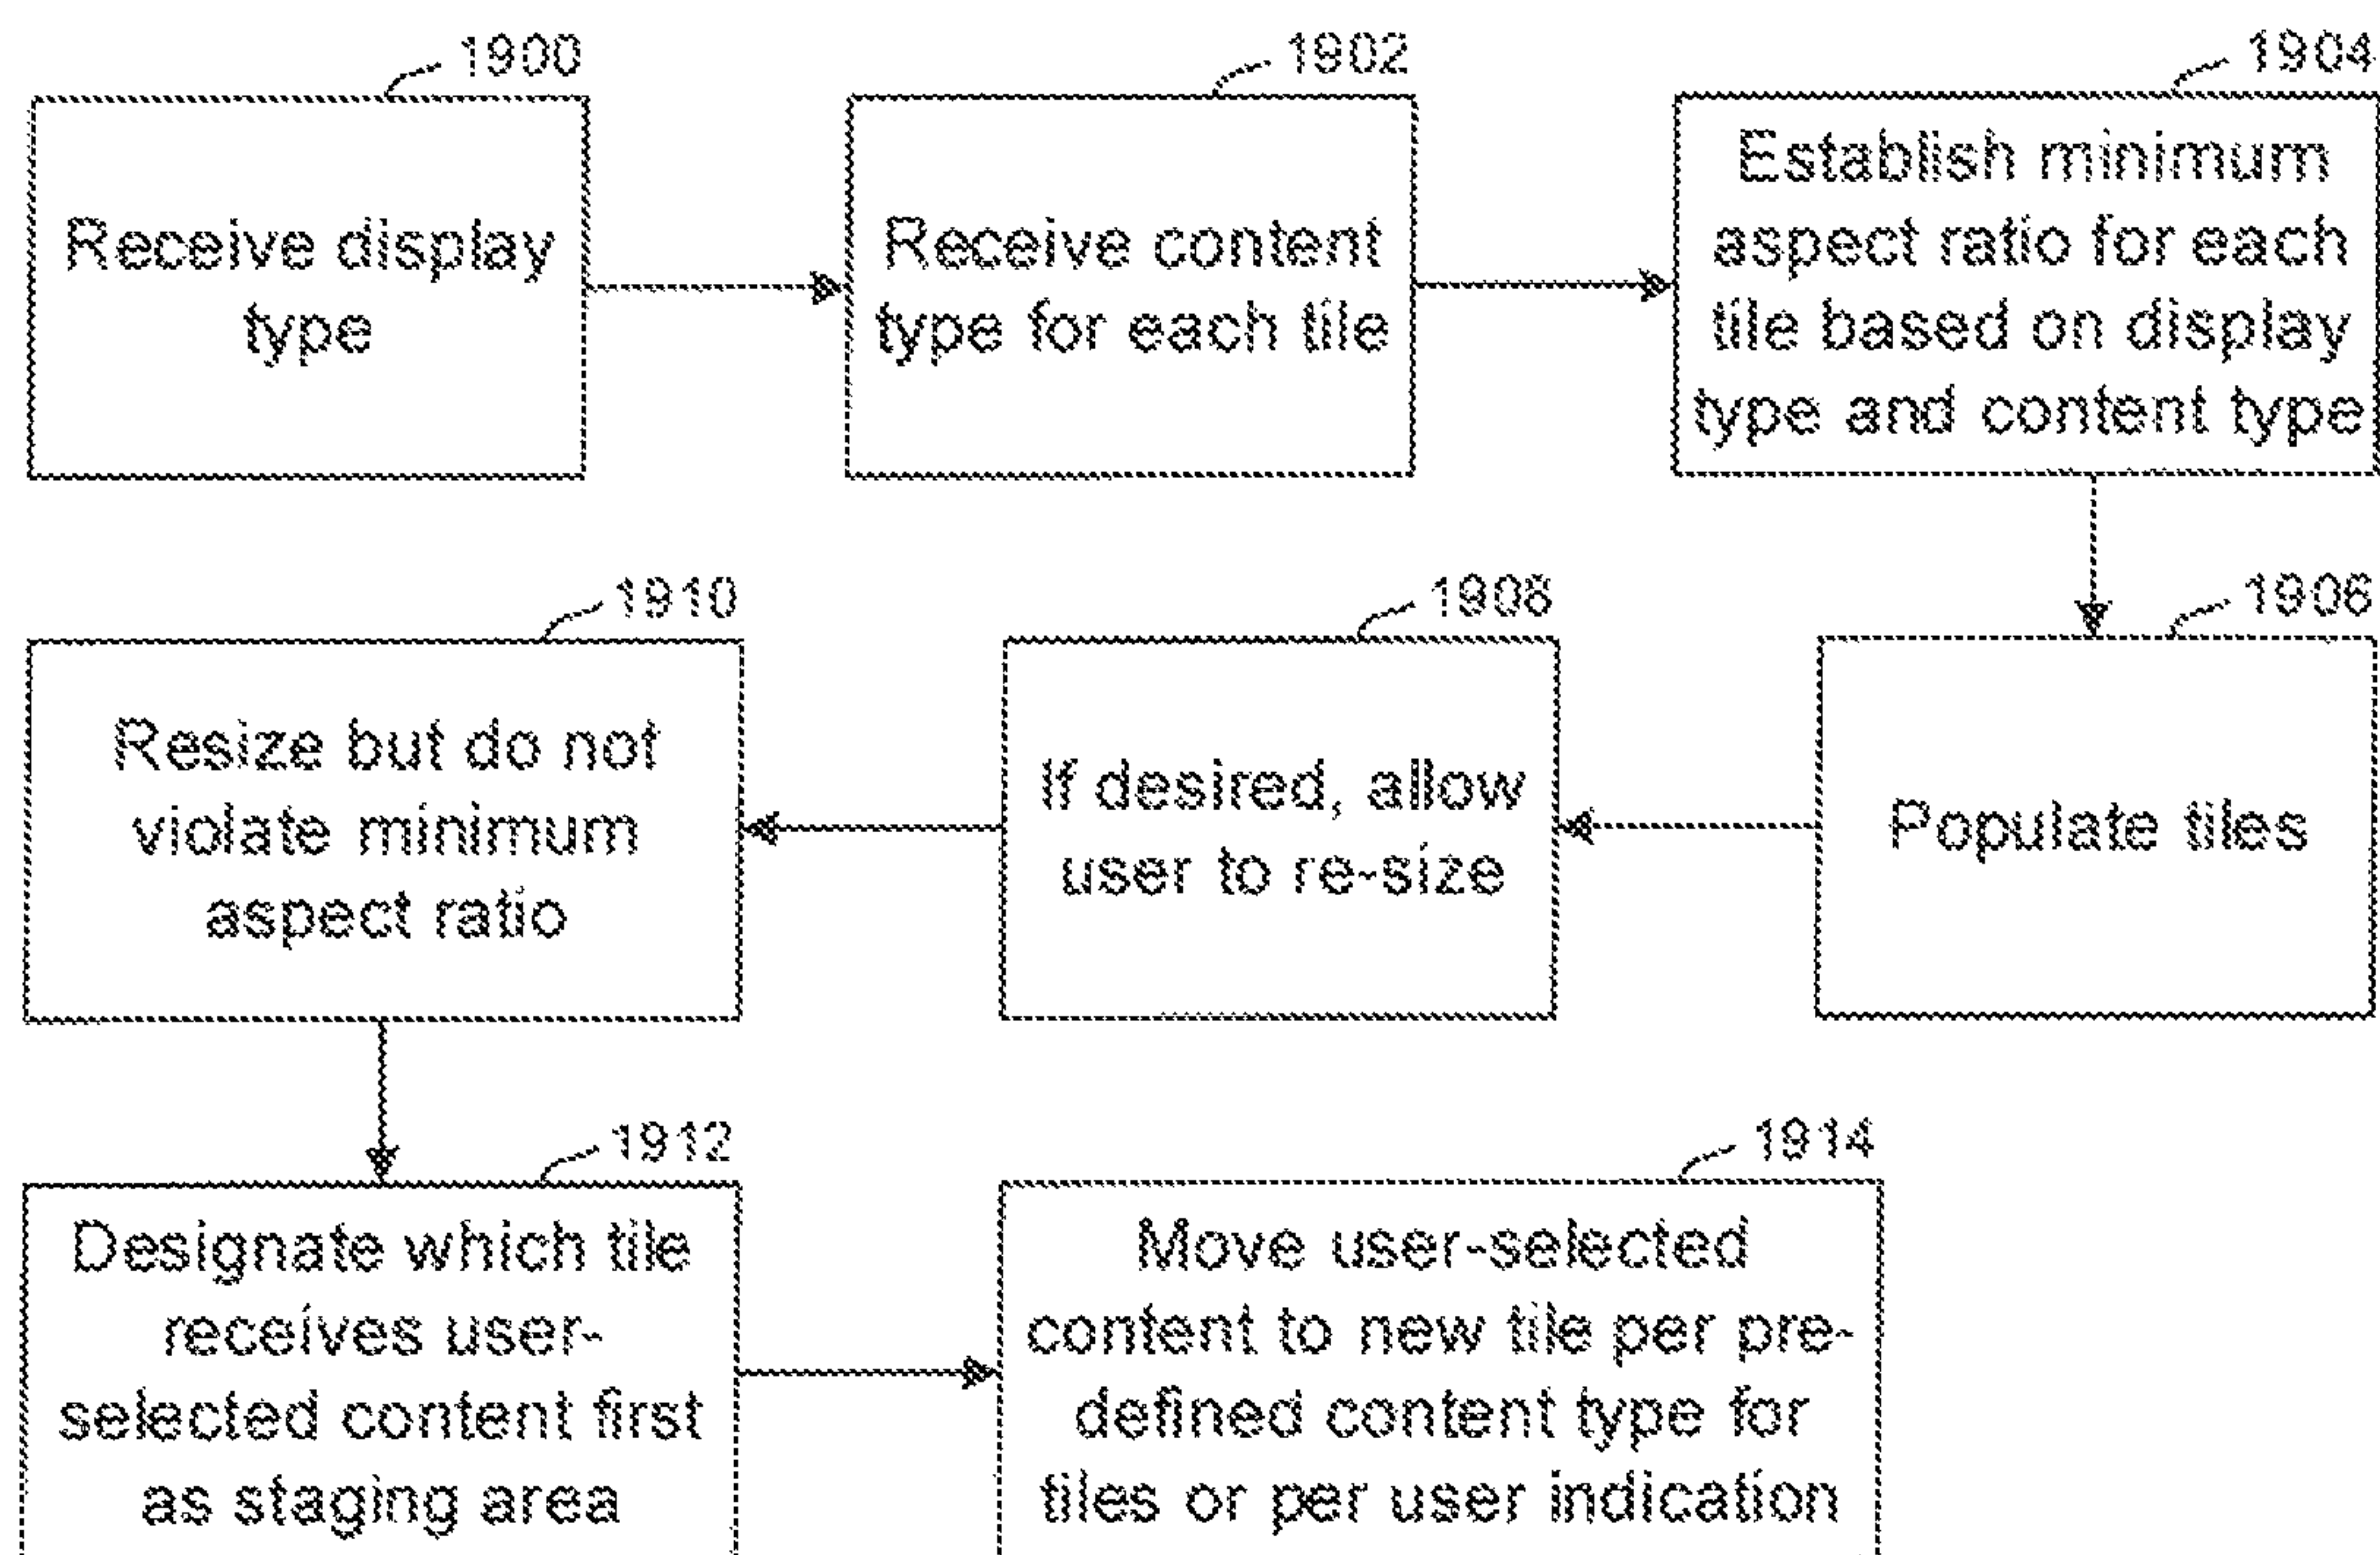 1900
Receive display
type
1902
Receive content
type for each tile
1904
Establish minimum
aspect ratio for each
tile based on display
type and content type
1906
Populate tiles
1908
If desired, allow
user to re-size
1910
Resize but do not
violate minimum
aspect ratio
1912
Designate which tile
receives user-
selected content first
as staging area
1914
Move user-selected
content to new tile per pre-
defined content type for
tiles or per user indication